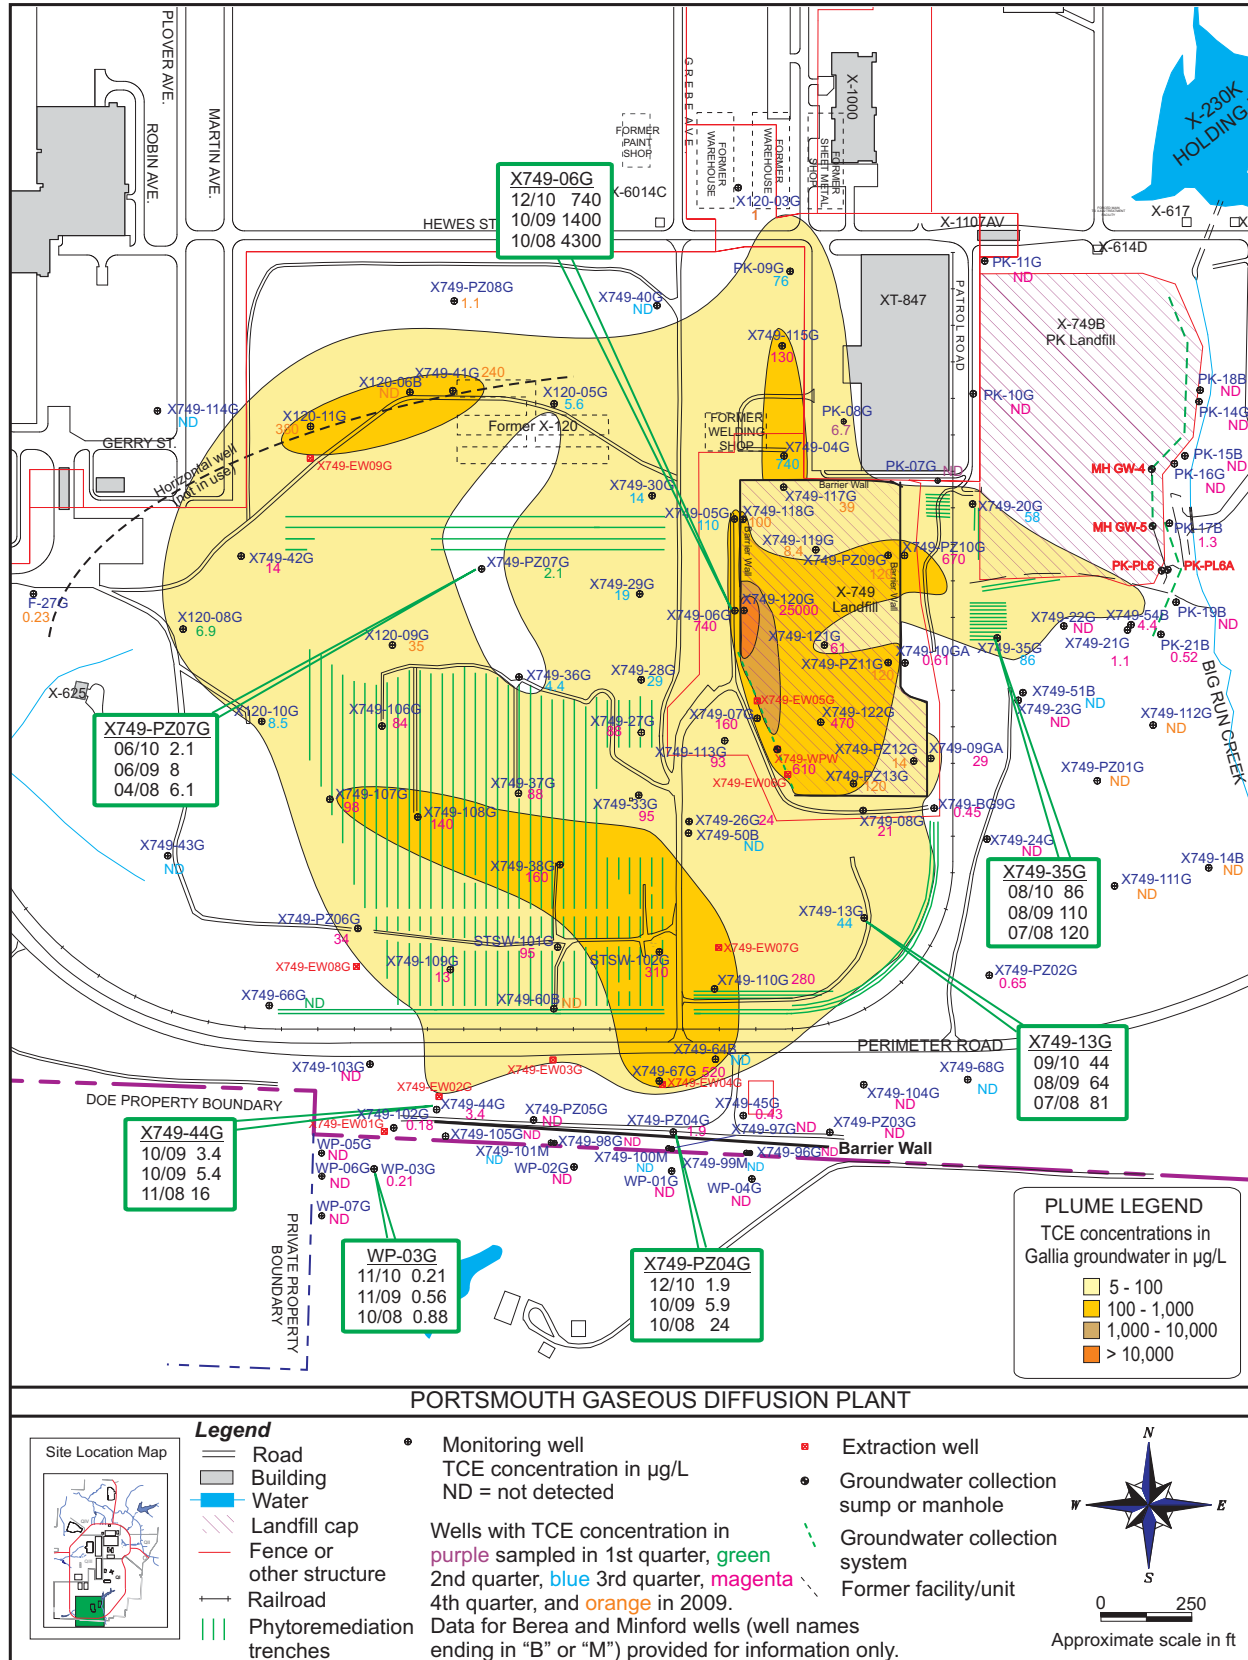 PLOVER AVE.
ROBIN AVE.
MARTIN AVE.
GREBE AVE.
FORMER
PAINT
SHOP
FORMER
WAREHOUSE
FORMER
WAREHOUSE
FORMER
SHEET METAL
SHOP
X-1000
X-230K
HOLDING
X749-06G
12/10 740
10/09 1400
10/08 4300
X-6014C
X120-03G
1
HEWES ST.
X-1107AV
X-617
X-614D
PK-11G
ND
PK-09G
76
X749-PZ08G
1.1
X749-40G
ND
XT-847
PATROL ROAD
X-749B
PK Landfill
X749-115G
130
X749-41G 240
X120-06B
ND
X120-05G
5.6
X749-114G
ND
X120-11G
380
Former X-120
FORMER
WELDING
SHOP
PK-08G
6.7
PK-10G
ND
PK-18B
ND
PK-14G
ND
GERRY ST.
Horizontal well
(not in use)
X749-EW09G
X749-04G
740
PK-07G ND
MH GW-4
PK-15B
ND
PK-16G
ND
X749-30G
14
Barrier Wall
X749-117G
39
X749-20G
58
X749-05G
110
X749-118G
100
MH GW-5
PK-17B
1.3
Barrier Wall
X749-119G
8.4
X749-PZ09G
120
X749-PZ10G
670
Barrier Wall
X749-42G
14
X749-PZ07G
2.1
X749-29G
19
PK-PL6
PK-PL6A
F-27G
0.23
X120-08G
6.9
X749-06G
740
X749-120G
25000
X-749
Landfill
X749-22G
ND
X749-54B
4.4
PK-19B
ND
X120-09G
35
X749-121G
61
X749-35G
86
X749-21G
1.1
PK-21B
0.52
X749-28G
29
X749-36G
4.4
X749-PZ11G
120
X749-10GA
0.61
BIG RUN CREEK
X-625
X120-10G
8.5
X749-106G
84
X749-27G
88
X749-EW05G
X749-07G
160
X749-122G
470
X749-51B
ND
X749-23G
ND
X749-112G
ND
X749-PZ07G
06/10 2.1
06/09 8
04/08 6.1
X749-113G
93
X749-WPW
610
X749-EW06G
X749-PZ12G
14
X749-09GA
29
X749-PZ13G
120
X749-PZ01G
ND
X749-37G
88
X749-107G
98
X749-33G
95
X749-108G
140
X749-26G 24
X749-50B
ND
X749-08G
21
X749-BG9G
0.45
X749-24G
ND
X749-43G
ND
X749-38G
160
X749-14B
ND
X749-111G
ND
X749-35G
08/10 86
08/09 110
07/08 120
X749-13G
44
X749-PZ06G
34
STSW-101G
95
STSW-102G
310
X749-EW07G
X749-EW08G
X749-109G
13
X749-110G 280
X749-PZ02G
0.65
X749-66G ND
X749-60B ND
PERIMETER ROAD
X749-13G
09/10 44
08/09 64
07/08 81
X749-64B
ND
X749-103G
ND
X749-EW03G
X749-67G 520
X749-EW04G
X749-68G
ND
X749-104G
ND
DOE PROPERTY BOUNDARY
X749-EW02G
X749-44G
3.4
X749-102G
0.18
X749-EW01G
X749-PZ05G
ND
X749-PZ04G
1.9
X749-45G
0.43
X749-97G ND
X749-PZ03G
ND
X749-44G
10/09 3.4
10/09 5.4
11/08 16
X749-105G ND
X749-98G ND
X749-96G ND
Barrier Wall
WP-05G
ND
X749-101M
ND
X749-100M
ND
X749-99M
ND
WP-06G
ND
WP-03G
0.21
WP-02G
ND
WP-01G
ND
WP-04G
ND
WP-07G
ND
PRIVATE PROPERTY
BOUNDARY
WP-03G
11/10 0.21
11/09 0.56
10/08 0.88
X749-PZ04G
12/10 1.9
10/09 5.9
10/08 24
PLUME LEGEND
TCE concentrations in
Gallia groundwater in µg/L
5 - 100
100 - 1,000
1,000 - 10,000
> 10,000
PORTSMOUTH GASEOUS DIFFUSION PLANT
Site Location Map
Legend
Road
Building
Water
Landfill cap
Fence or
other structure
Railroad
Phytoremediation
trenches
Monitoring well
TCE concentration in µg/L
ND = not detected
Wells with TCE concentration in
purple sampled in 1st quarter, green
2nd quarter, blue 3rd quarter, magenta
4th quarter, and orange in 2009.
Data for Berea and Minford wells (well names
ending in “B” or “M”) provided for information only.
Extraction well
Groundwater collection
sump or manhole
Groundwater collection
system
Former facility/unit
N
W
E
S
0 250
Approximate scale in ft